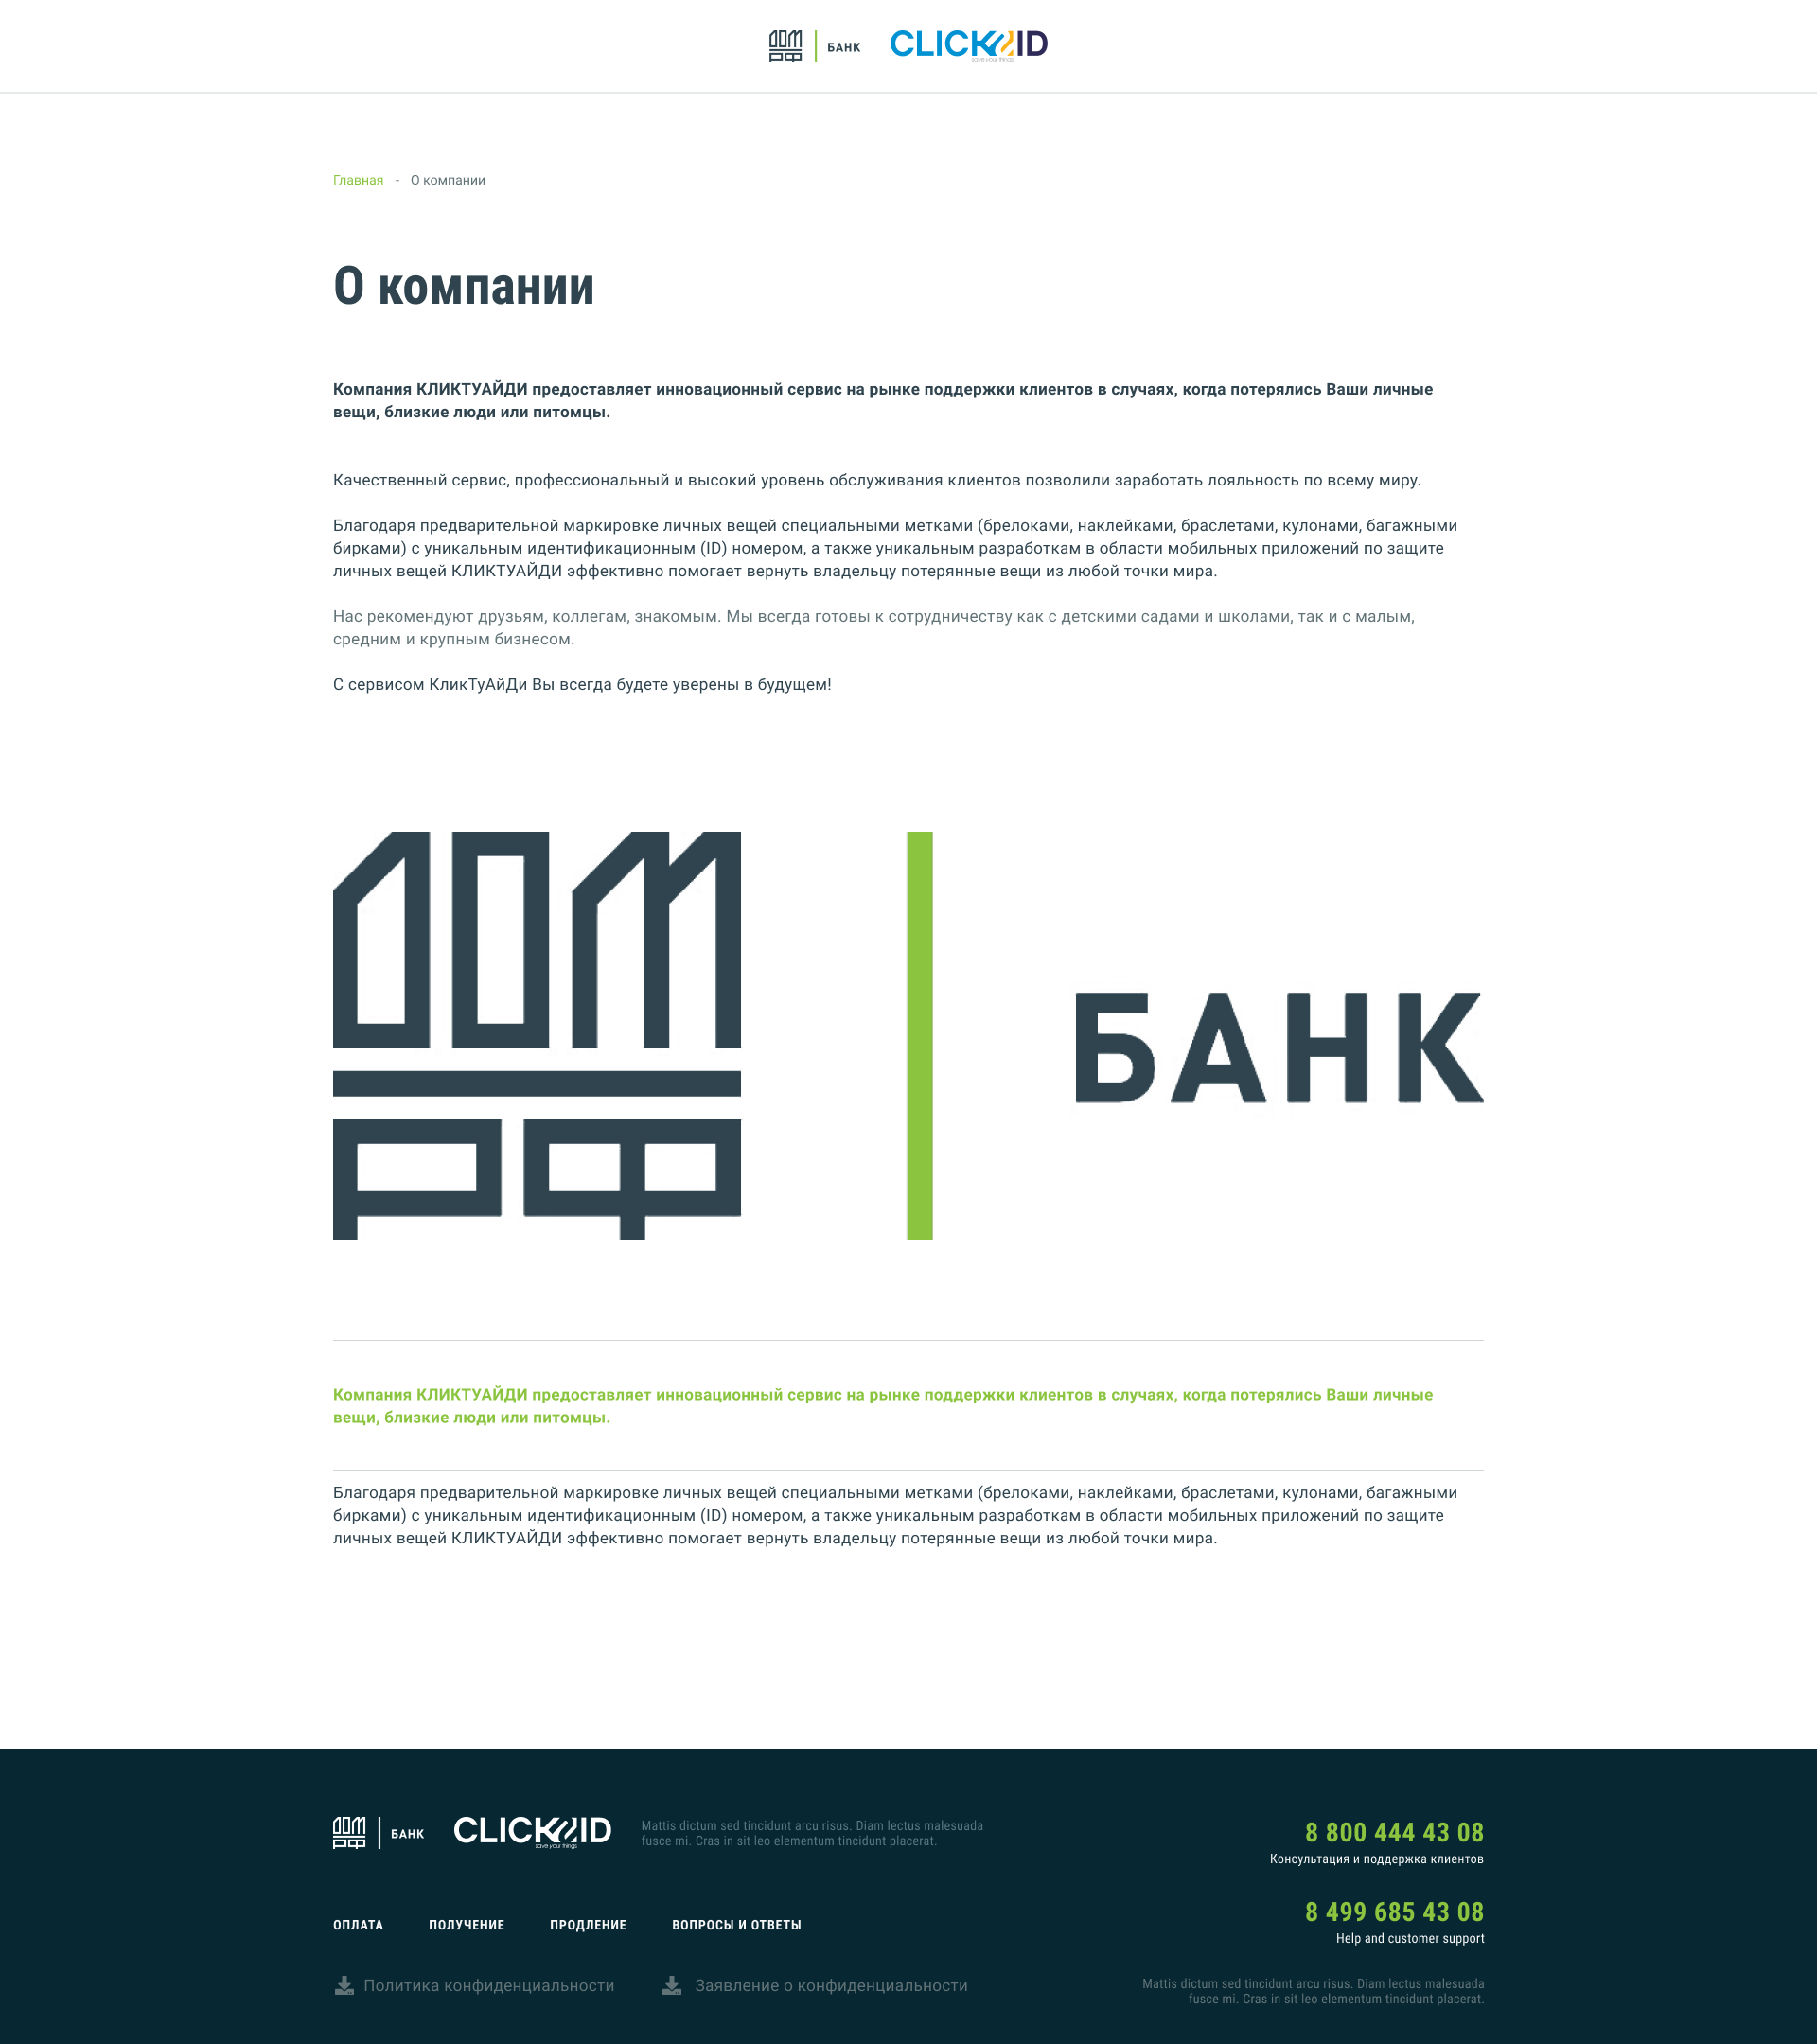 ДОМ
РФ
БАНК
CLICK2ID
save your things
Главная - О компании
О компании
Компания КЛИКТУАЙДИ предоставляет инновационный сервис на рынке поддержки клиентов в случаях, когда потерялись Ваши личные
вещи, близкие люди или питомцы.
Качественный сервис, профессиональный и высокий уровень обслуживания клиентов позволили заработать лояльность по всему миру.
Благодаря предварительной маркировке личных вещей специальными метками (брелоками, наклейками, браслетами, кулонами, багажными
бирками) с уникальным идентификационным (ID) номером, а также уникальным разработкам в области мобильных приложений по защите
личных вещей КЛИКТУАЙДИ эффективно помогает вернуть владельцу потерянные вещи из любой точки мира.
Нас рекомендуют друзьям, коллегам, знакомым. Мы всегда готовы к сотрудничеству как с детскими садами и школами, так и с малым,
средним и крупным бизнесом.
С сервисом КликТуАйДи Вы всегда будете уверены в будущем!
ДОМ
РФ
БАНК
Компания КЛИКТУАЙДИ предоставляет инновационный сервис на рынке поддержки клиентов в случаях, когда потерялись Ваши личные
вещи, близкие люди или питомцы.
Благодаря предварительной маркировке личных вещей специальными метками (брелоками, наклейками, браслетами, кулонами, багажными
бирками) с уникальным идентификационным (ID) номером, а также уникальным разработкам в области мобильных приложений по защите
личных вещей КЛИКТУАЙДИ эффективно помогает вернуть владельцу потерянные вещи из любой точки мира.
ДОМ
РФ
БАНК
CLICK2ID
save your things
Mattis dictum sed tincidunt arcu risus. Diam lectus malesuada
fusce mi. Cras in sit leo elementum tincidunt placerat.
8 800 444 43 08
Консультация и поддержка клиентов
8 499 685 43 08
Help and customer support
ОПЛАТА ПОЛУЧЕНИЕ ПРОДЛЕНИЕ ВОПРОСЫ И ОТВЕТЫ
Политика конфиденциальности Заявление о конфиденциальности
Mattis dictum sed tincidunt arcu risus. Diam lectus malesuada
fusce mi. Cras in sit leo elementum tincidunt placerat.